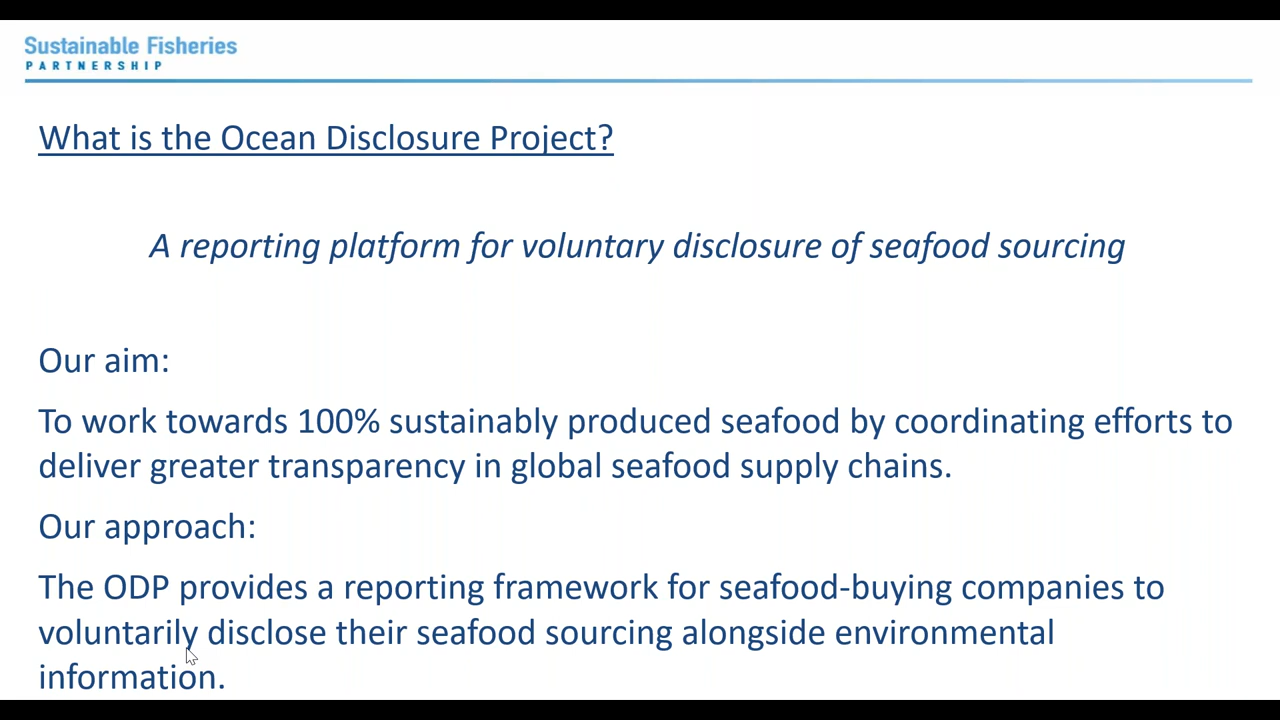 Sustainable Fisheries
PARTNERSHIP
What is the Ocean Disclosure Project?
A reporting platform for voluntary disclosure of seafood sourcing
Our aim:
To work towards 100% sustainably produced seafood by coordinating efforts to
deliver greater transparency in global seafood supply chains.
Our approach:
The ODP provides a reporting framework for seafood-buying companies to
voluntarily disclose their seafood sourcing alongside environmental
information.